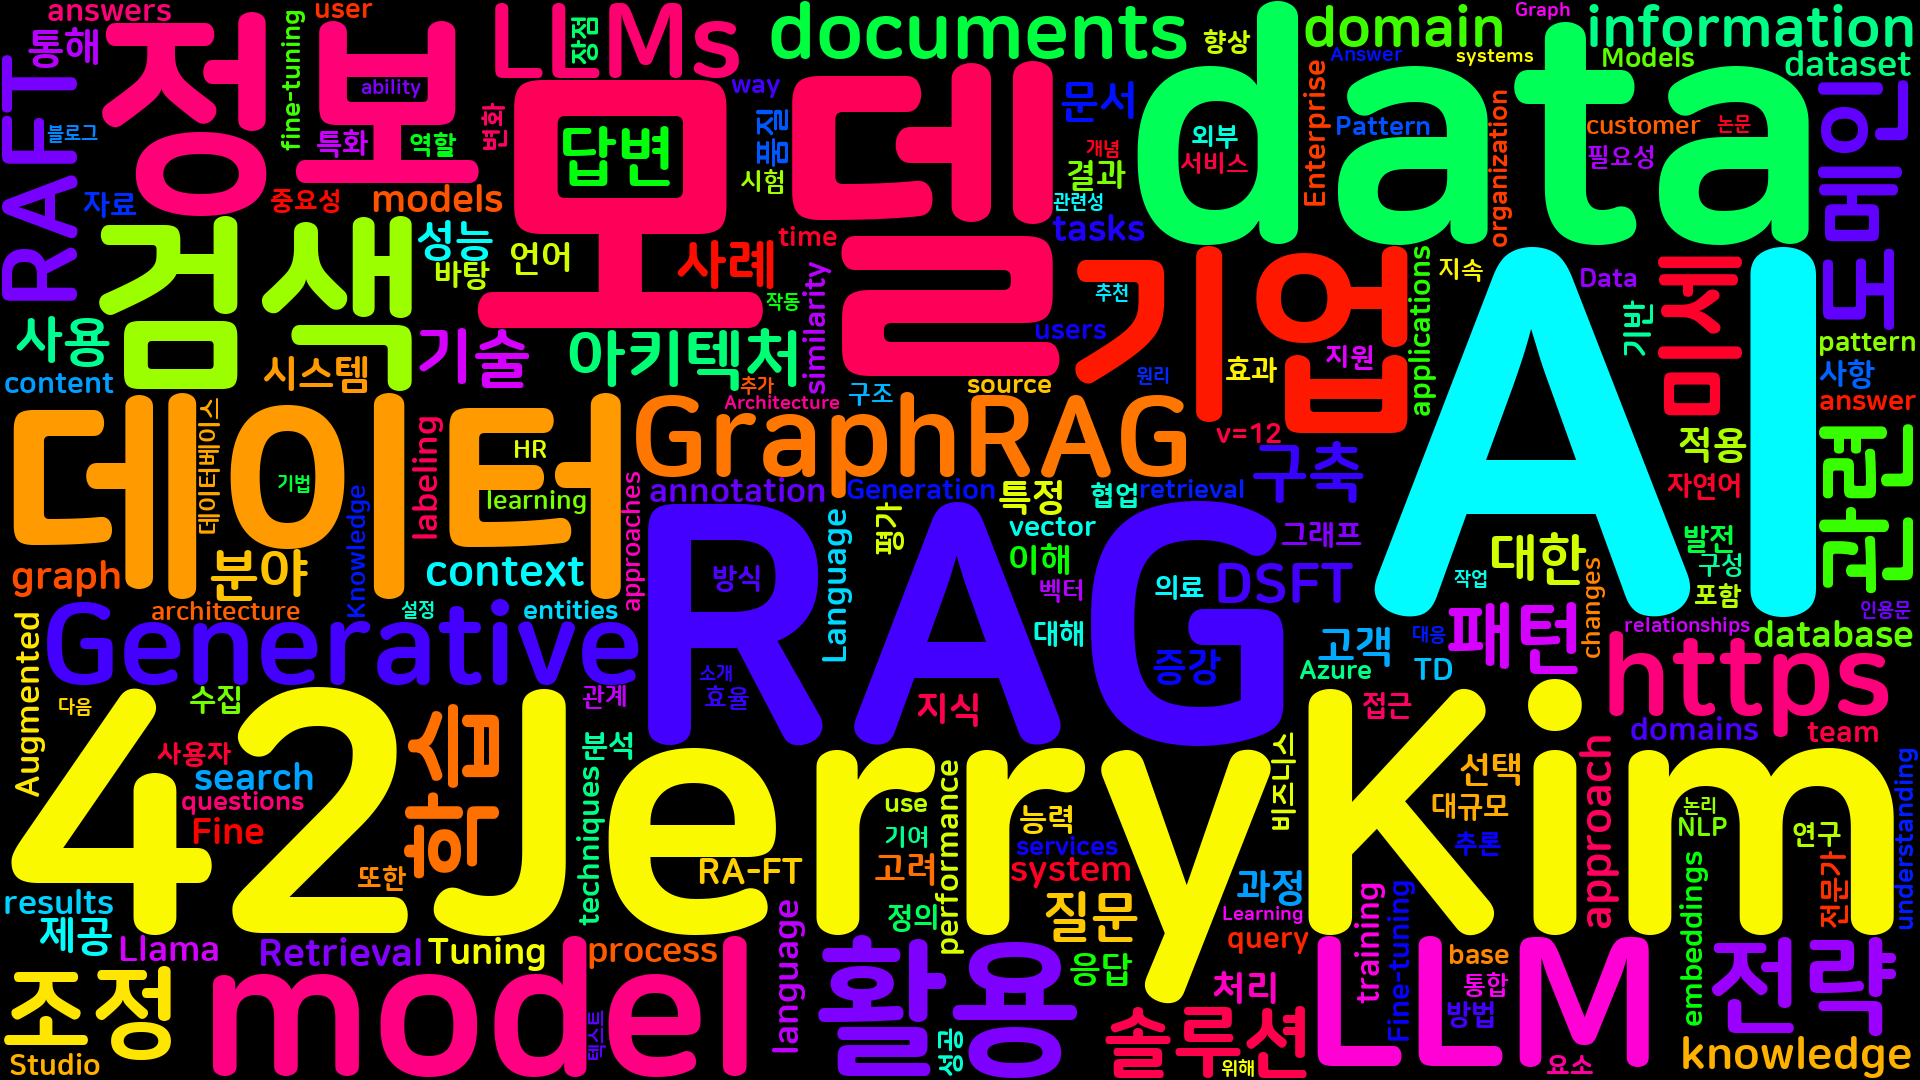 answers
user
LLMs
documents
domain
Graph
information
통해
정보
fine-tuning
장점
향상
Answer
systems
Models
dataset
RAFT
ability
모델
way
data
도메인
블로그
특화
역할
변화
답변
품질
문서
외부
Enterprise
Pattern
organization
customer
논문
개념
서비스
필요성
자료
중요성
models
시험
결과
관련성
tasks
검색
성능
바탕
언어
사례
time
기업
applications
지속
Data
미세
AI
작동
추천
기반
사용
시스템
기술
아키텍처
similarity
users
효과
지원
pattern
content
추가
Architecture
구조
source
원리
사항
answer
데이터
데이터베이스
labeling
HR
GraphRAG
v=12
적용
관련
기법
learning
approaches
annotation
Generation
특정
협업
retrieval
구축
자연어
Knowledge
Language
평가
vector
그래프
발전
graph
분야
context
RAG
방식
이해
벡터
의료
DSFT
대한
작업
구성
포함
architecture
설정
entities
대해
고객
대응
패턴
changes
relationships
인용문
database
Augmented
Generative
소개
효율
증강
Azure
TD
https
다음
수집
관계
지식
접근
domains
team
42JerryKim
사용자
search
questions
Fine
학습
분석
techniques
use
기여
performance
능력
services
비즈니스
선택
대규모
추론
approach
논리
NLP
연구
understanding
또한
RA-FT
고려
system
과정
embeddings
전문가
results
제공
Llama
Retrieval
Tuning
process
language
정의
질문
Learning
query
training
Fine-tuning
base
조정
Studio
model
텍스트
활용
성공
응답
솔루션
처리
위해
LLM
통합
방법
요소
전략
knowledge